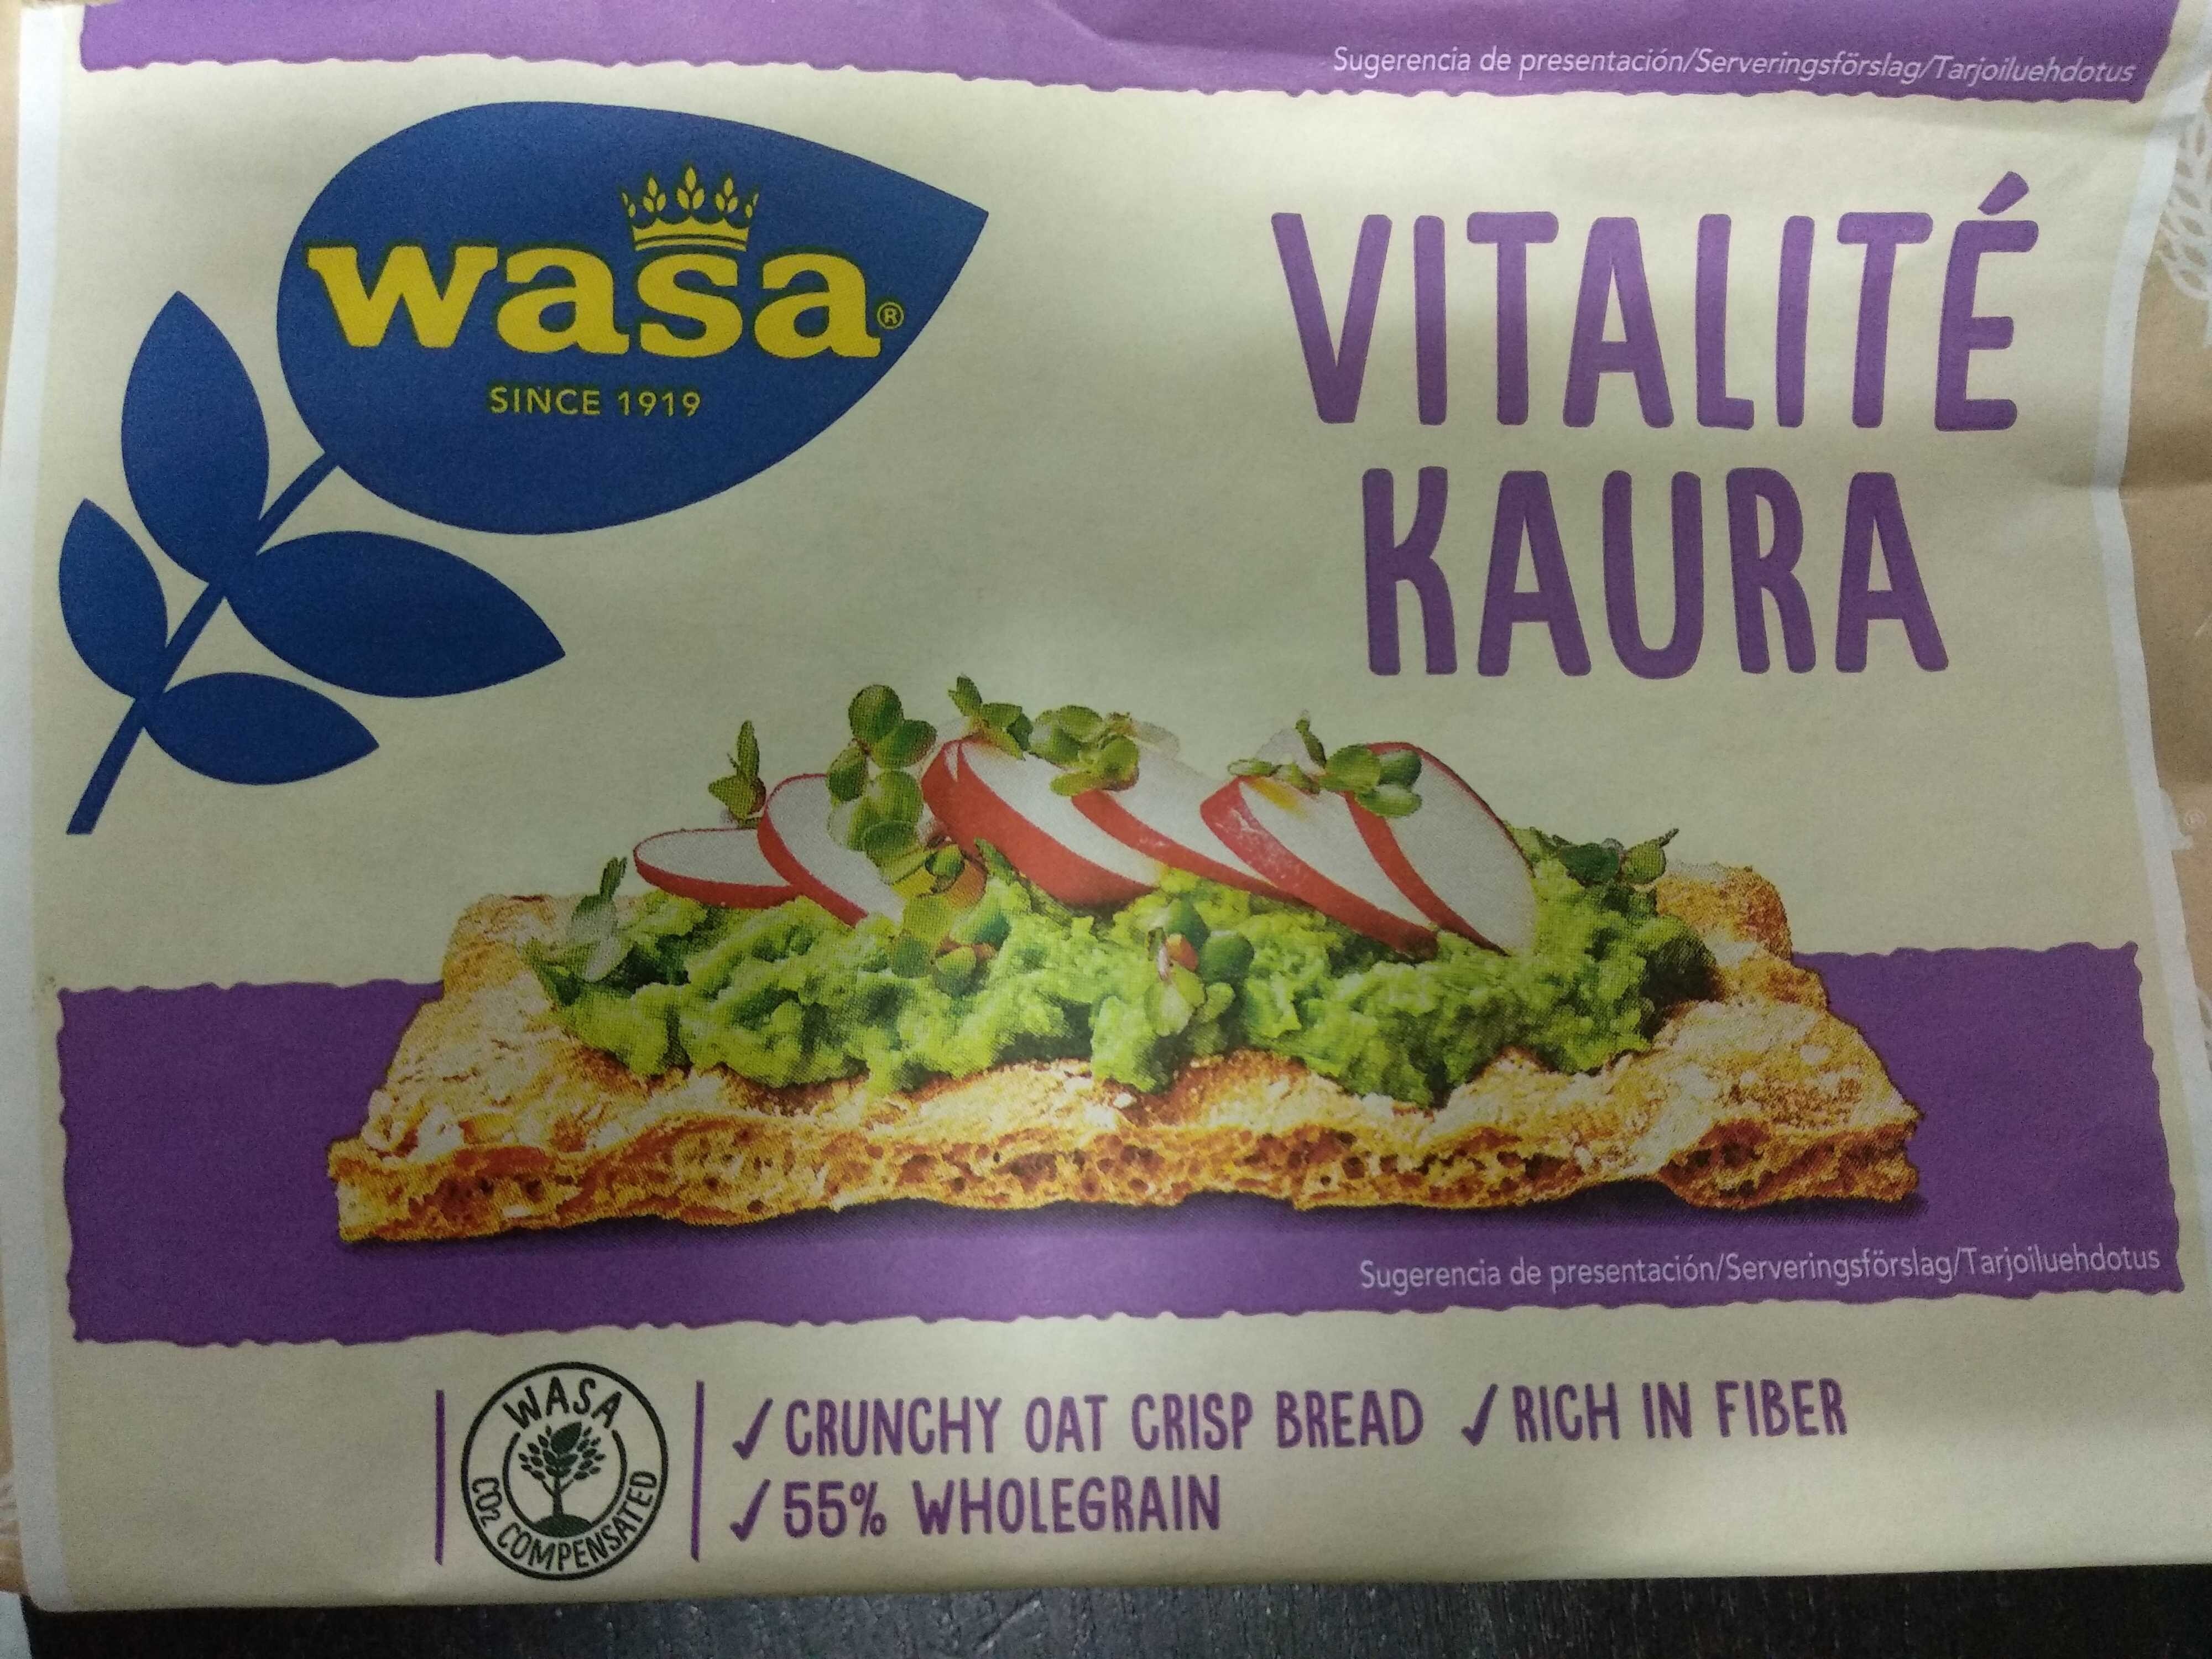 Sugerencia de presentación/Serveringsförslag/Tarjoiluehdotus
wasa®
SINCE 1919
VITALITÉ
KAURA
Sugerencia de presentación/Serveringsförslag/Tarjoiluehdotus
WASA
CO2 COMPENSATED
✓ CRUNCHY OAT CRISP BREAD ✓ RICH IN FIBER
✓ 55% WHOLEGRAIN